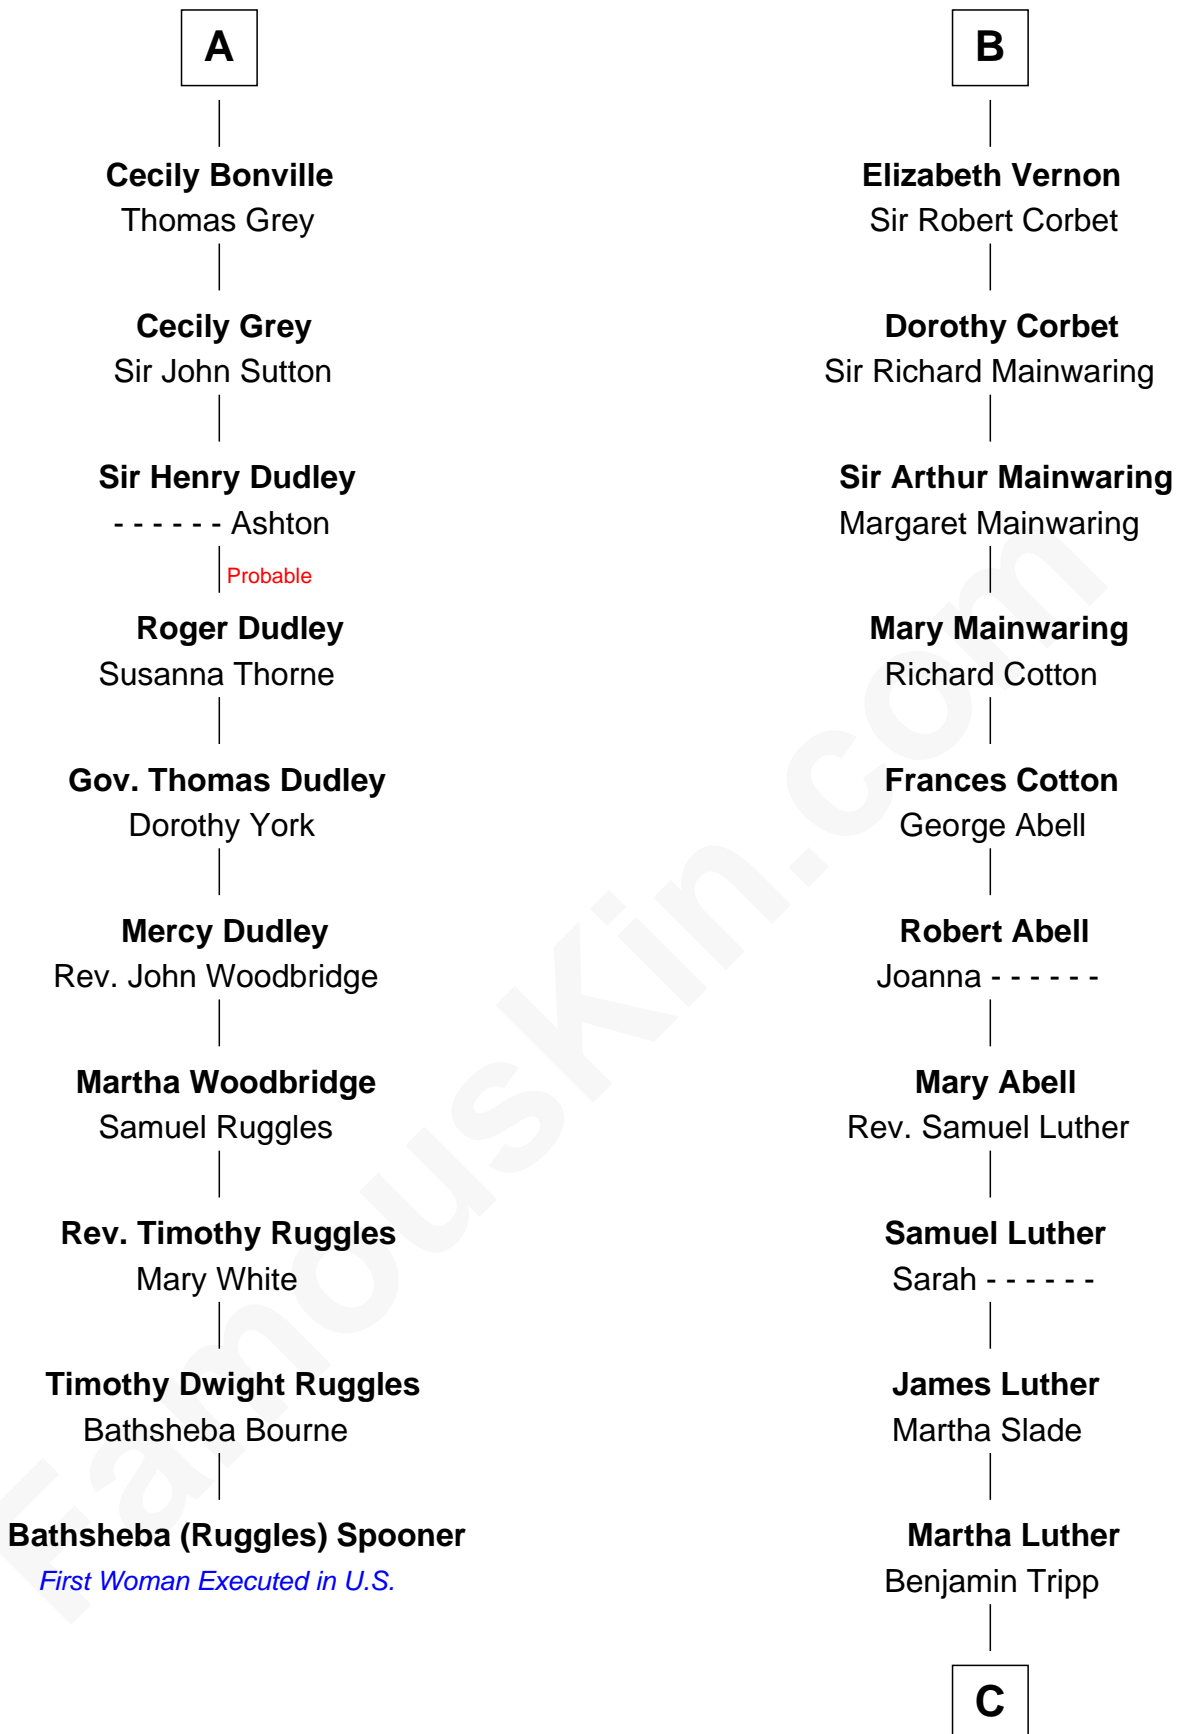 A
Cecily Bonville
Thomas Grey
Cecily Grey
Sir John Sutton
Sir Henry Dudley
- - - - - - Ashton
Probable
Roger Dudley
Susanna Thorne
Gov. Thomas Dudley
Dorothy York
Mercy Dudley
Rev. John Woodbridge
Martha Woodbridge
Samuel Ruggles
Rev. Timothy Ruggles
Mary White
Timothy Dwight Ruggles
Bathsheba Bourne
Bathsheba (Ruggles) Spooner
First Woman Executed in U.S.
B
Elizabeth Vernon
Sir Robert Corbet
Dorothy Corbet
Sir Richard Mainwaring
Sir Arthur Mainwaring
Margaret Mainwaring
Mary Mainwaring
Richard Cotton
Frances Cotton
George Abell
Robert Abell
Joanna - - - - - -
Mary Abell
Rev. Samuel Luther
Samuel Luther
Sarah - - - - - -
James Luther
Martha Slade
Martha Luther
Benjamin Tripp
C
FamousKin.com